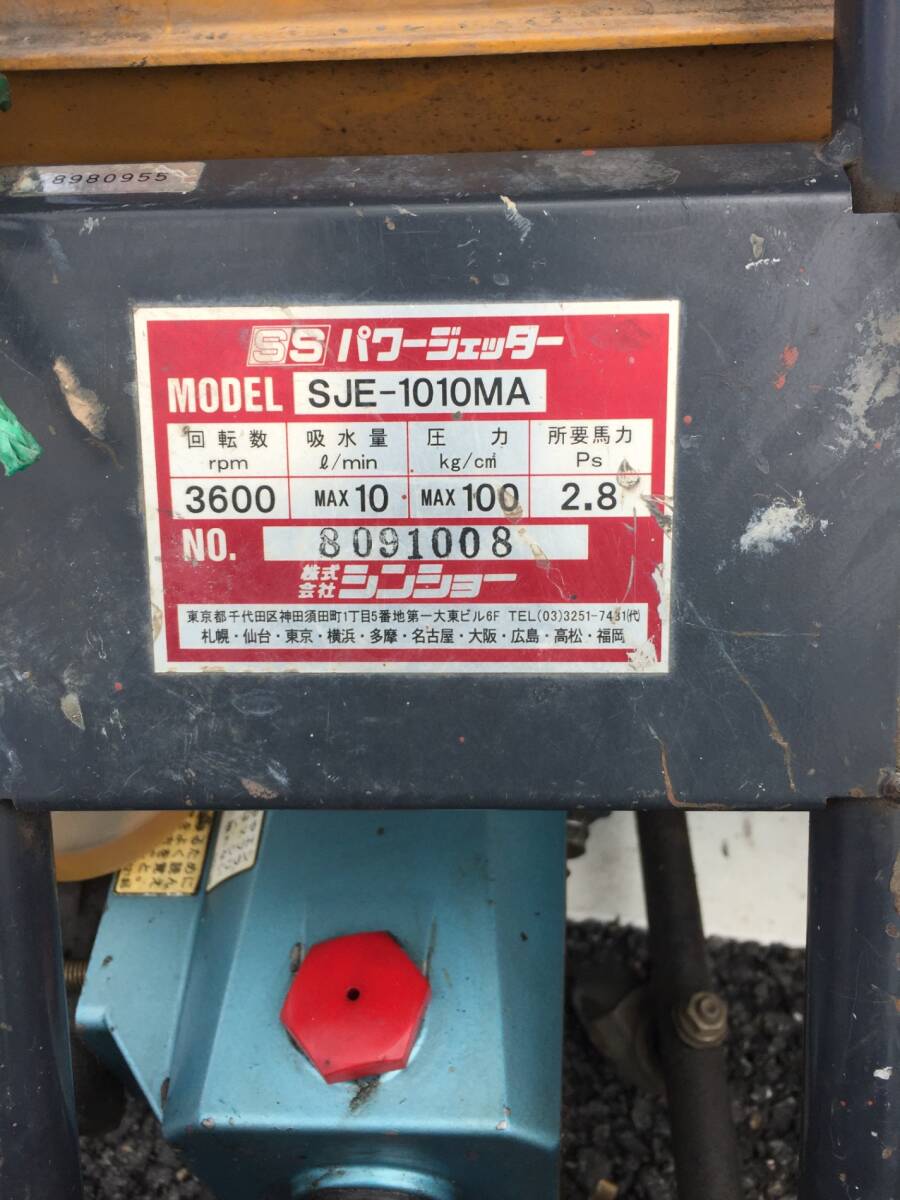 8980955
SS パワージェッター
MODEL SJE-1010MA
回転数 吸水量 圧力 所要馬力
rpm ℓ/min kg/c㎡ Ps
3600 MAX 10 MAX 100 2.8
NO. 8091008
株式会社 シンショー
東京都千代田区神田須田町1丁目5番地第一大東ビル6F TEL(03)3251-7431(代)
札幌・仙台・東京・横浜・多摩・名古屋・大阪・広島・高松・福岡